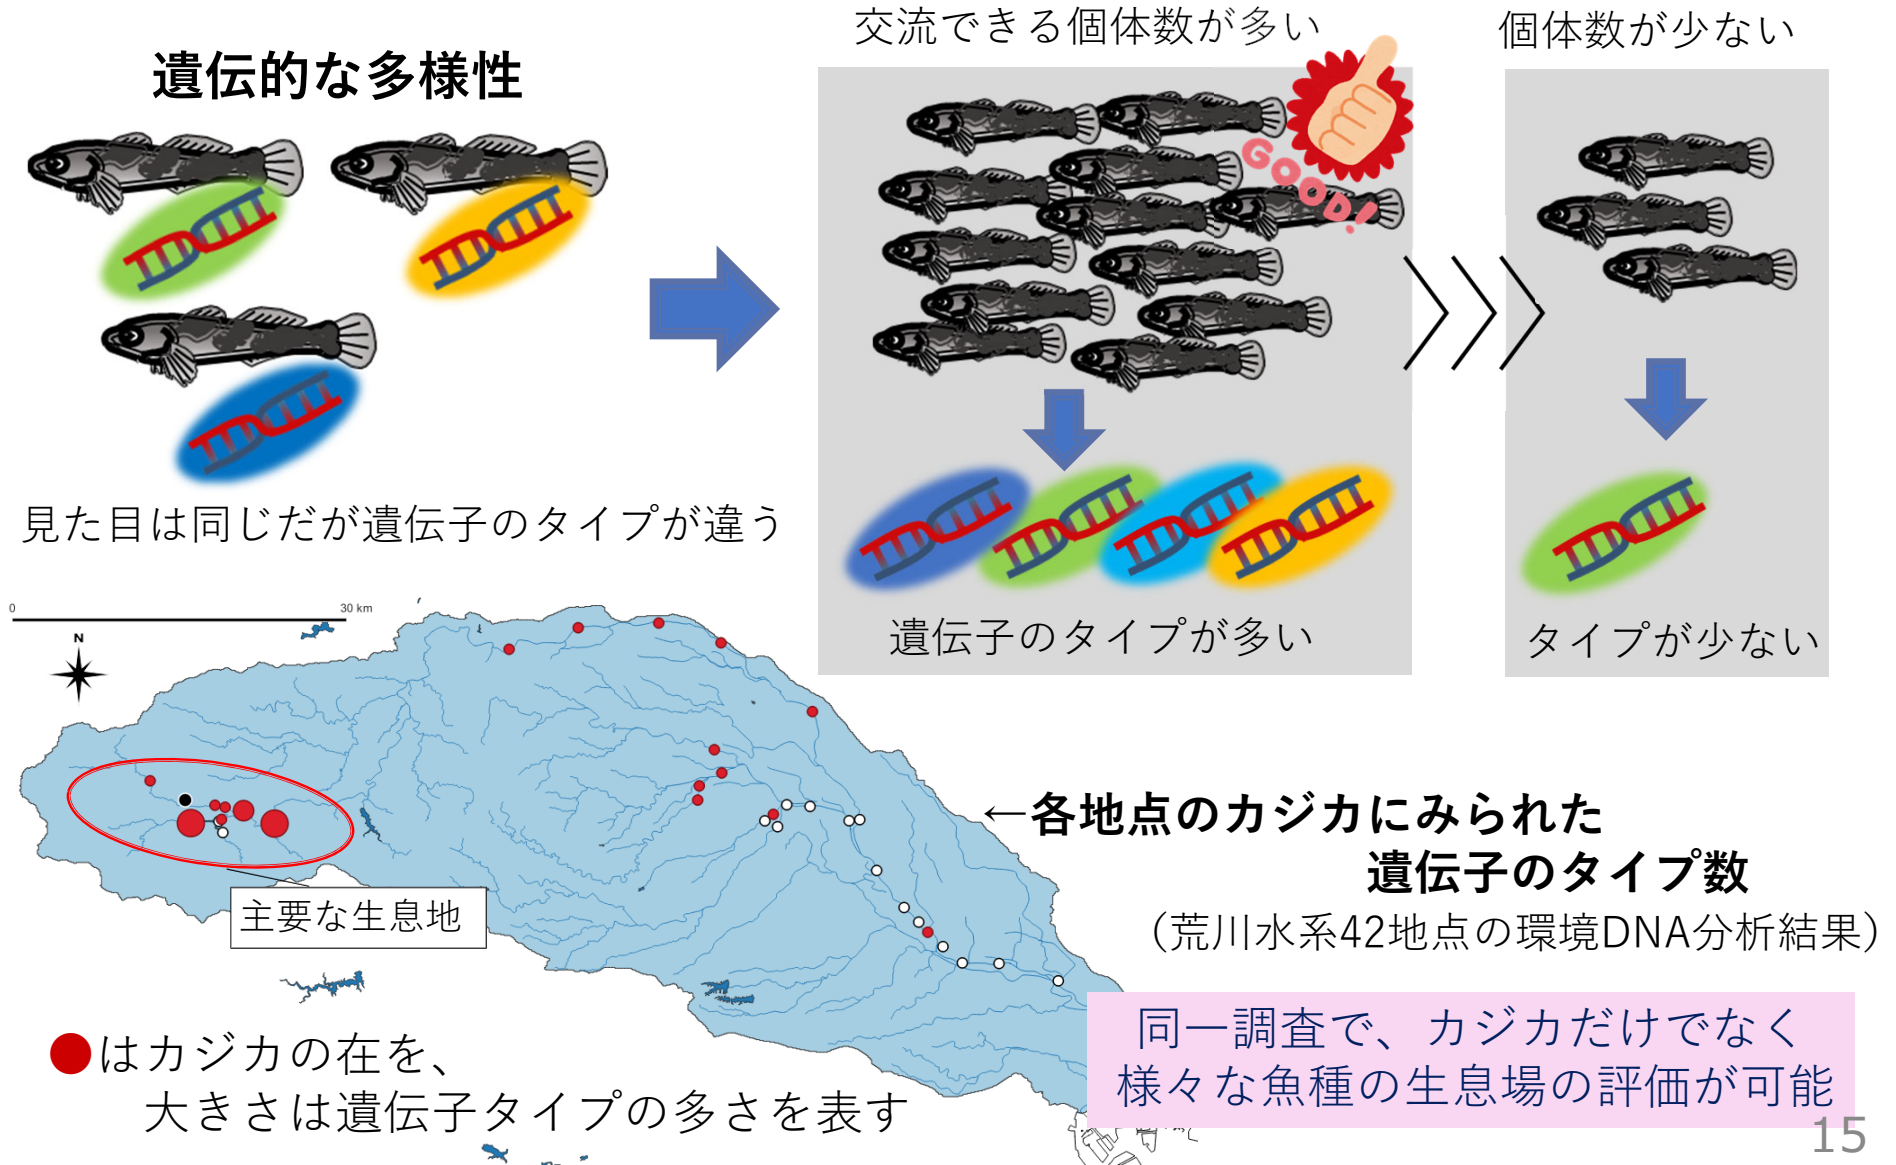 遺伝的な多様性
見た目は同じだが遺伝子のタイプが違う
交流できる個体数が多い
GOOD!
遺伝子のタイプが多い
個体数が少ない
タイプが少ない
0 30 km
N
主要な生息地
←各地点のカジカにみられた
遺伝子のタイプ数
(荒川水系42地点の環境DNA分析結果)
●はカジカの在を、
大きさは遺伝子タイプの多さを表す
同一調査で、カジカだけでなく
様々な魚種の生息場の評価が可能
15